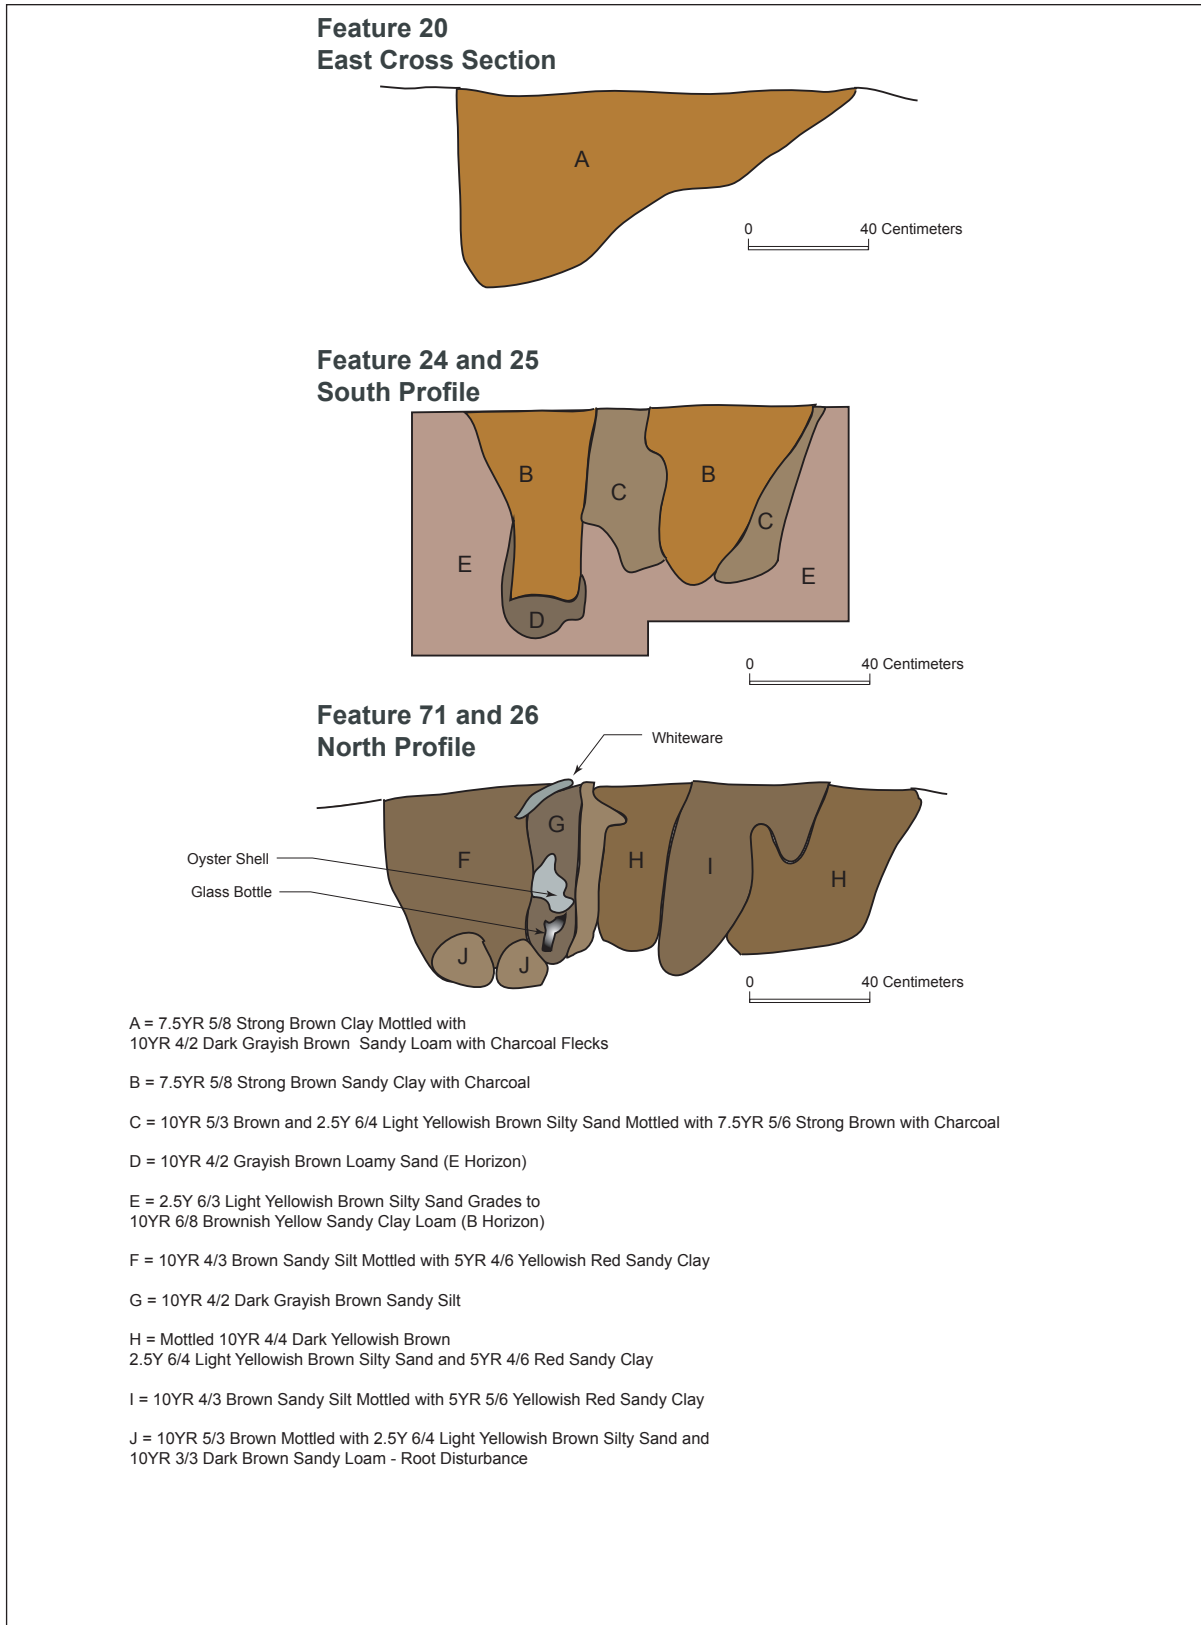 Feature 20
East Cross Section
A
0 40 Centimeters
Feature 24 and 25
South Profile
B
B
C
C
E
E
D
0 40 Centimeters
Feature 71 and 26
North Profile
Whiteware
G
Oyster Shell
F
H
I
H
Glass Bottle
J
J
0 40 Centimeters
A = 7.5YR 5/8 Strong Brown Clay Mottled with
10YR 4/2 Dark Grayish Brown Sandy Loam with Charcoal Flecks
B = 7.5YR 5/8 Strong Brown Sandy Clay with Charcoal
C = 10YR 5/3 Brown and 2.5Y 6/4 Light Yellowish Brown Silty Sand Mottled with 7.5YR 5/6 Strong Brown with Charcoal
D = 10YR 4/2 Grayish Brown Loamy Sand (E Horizon)
E = 2.5Y 6/3 Light Yellowish Brown Silty Sand Grades to
10YR 6/8 Brownish Yellow Sandy Clay Loam (B Horizon)
F = 10YR 4/3 Brown Sandy Silt Mottled with 5YR 4/6 Yellowish Red Sandy Clay
G = 10YR 4/2 Dark Grayish Brown Sandy Silt
H = Mottled 10YR 4/4 Dark Yellowish Brown
2.5Y 6/4 Light Yellowish Brown Silty Sand and 5YR 4/6 Red Sandy Clay
I = 10YR 4/3 Brown Sandy Silt Mottled with 5YR 5/6 Yellowish Red Sandy Clay
J = 10YR 5/3 Brown Mottled with 2.5Y 6/4 Light Yellowish Brown Silty Sand and
10YR 3/3 Dark Brown Sandy Loam - Root Disturbance